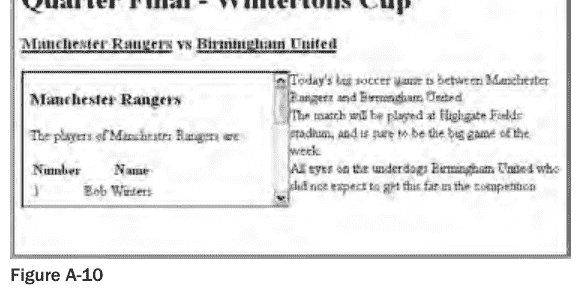 Quarter Final - Wintertons Cup
Manchester Rangers vs Birmingham United
Manchester Rangers
The players of Manchester Rangers are
Number Name
1 Bob Winters
Today's big soccer game is between Manchester
Rangers and Birmingham United.
The match will be played at Highgate Fields
stadium, and is sure to be the big game of the
week.
All eyes on the underdogs Birmingham United who
did not expect to get this far in the competition
Figure A-10